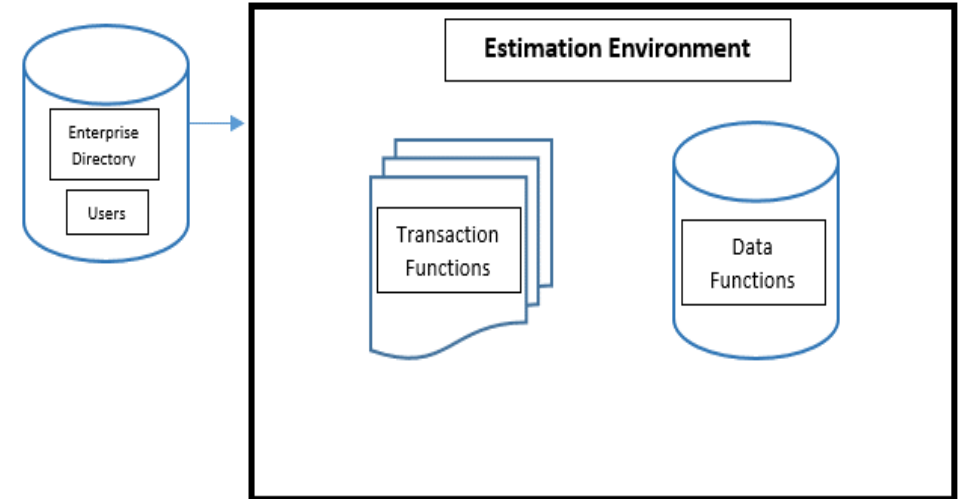 Estimation Environment
Enterprise
Directory
Users
Transaction
Functions
Data
Functions